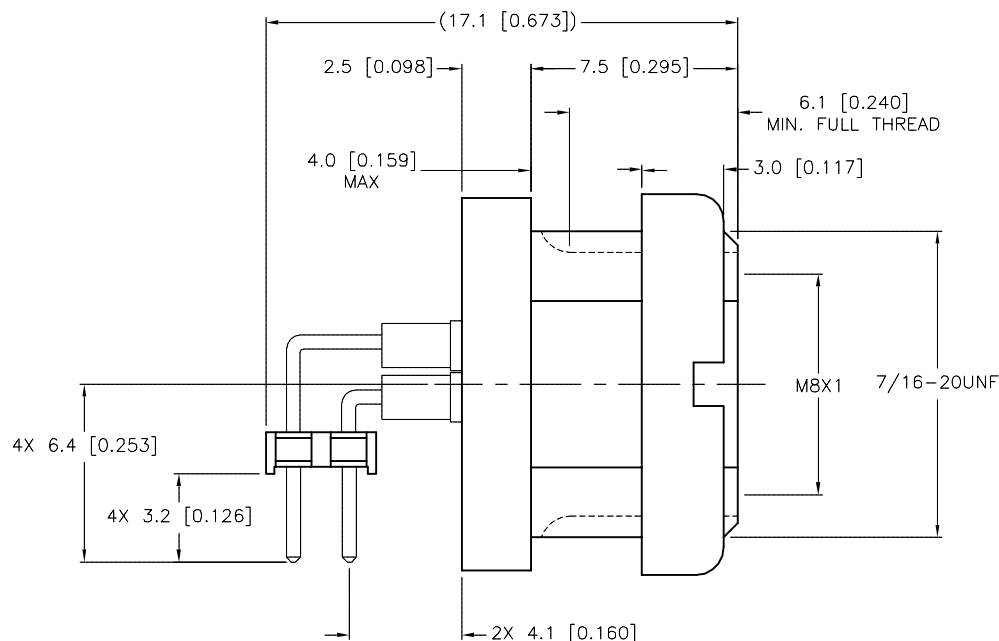 (17.1 [0.673])
2.5 [0.098]
7.5 [0.295]
6.1 [0.240]
MIN. FULL THREAD
4.0 [0.159]
MAX
3.0 [0.117]
M8X1
7/16-20UNF
4X 6.4 [0.253]
4X 3.2 [0.126]
2X 4.1 [0.160]